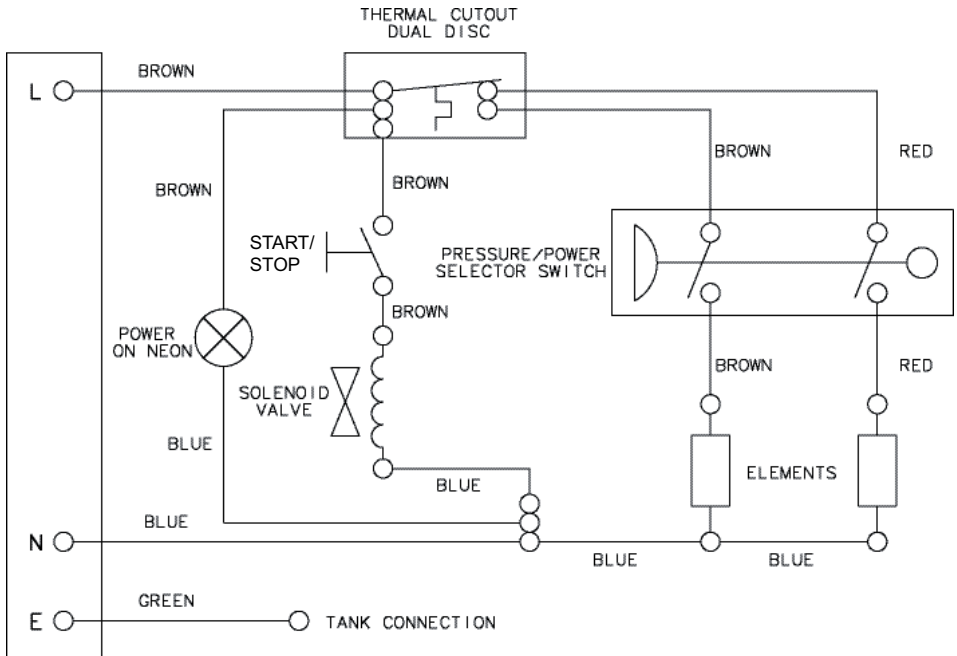 THERMAL CUTOUT
DUAL DISC
L
BROWN
BROWN
BROWN
BROWN
RED
START/
STOP
PRESSURE/POWER
SELECTOR SWITCH
BROWN
POWER
ON NEON
SOLENOID
VALVE
BROWN
RED
BLUE
BLUE
ELEMENTS
N
BLUE
BLUE
BLUE
E
GREEN
TANK CONNECTION